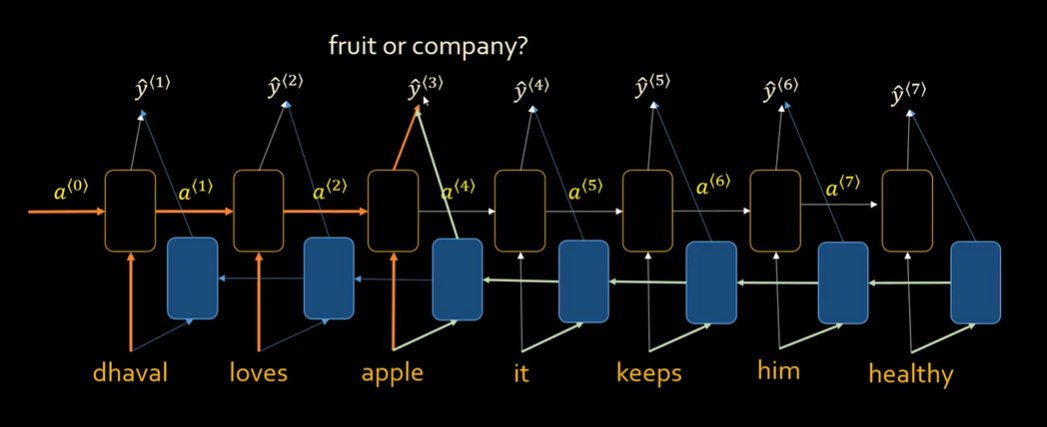 fruit or company?
ŷ⟨1⟩ ŷ⟨2⟩ ŷ⟨3⟩ ŷ⟨4⟩ ŷ⟨5⟩ ŷ⟨6⟩ ŷ⟨7⟩
a⟨0⟩ a⟨1⟩ a⟨2⟩ a⟨4⟩ a⟨5⟩ a⟨6⟩ a⟨7⟩
dhaval loves apple it keeps him healthy